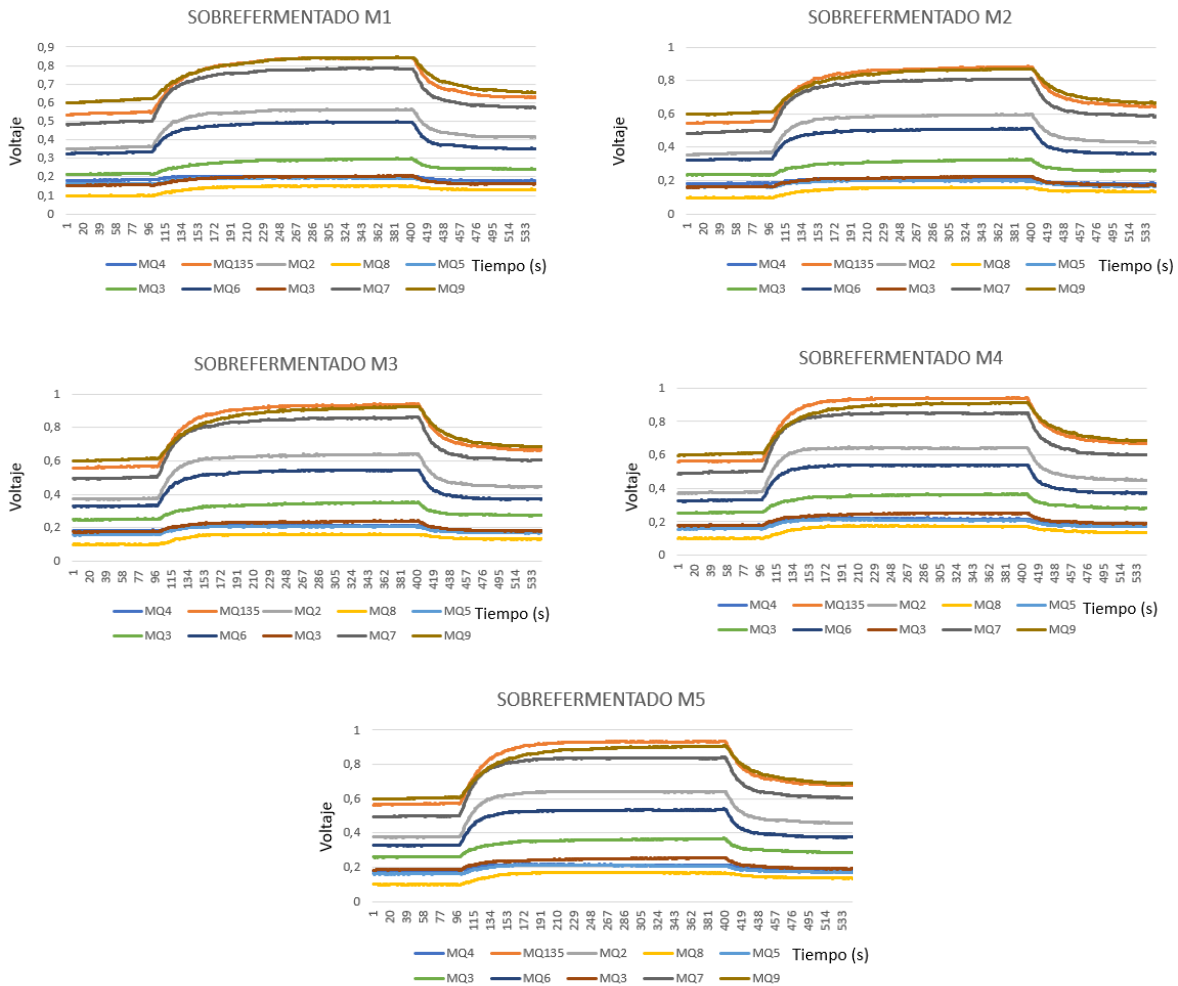 SOBREFERMENTADO M1
Voltaje
0,9
0,8
0,7
0,6
0,5
0,4
0,3
0,2
0,1
0
1 20 39 58 77 96 115 134 153 172 191 210 229 248 267 286 305 324 343 362 381 400 419 438 457 476 495 514 533
MQ4 MQ135 MQ2 MQ8 MQ5 Tiempo (s)
MQ3 MQ6 MQ3 MQ7 MQ9
SOBREFERMENTADO M2
Voltaje
1
0,8
0,6
0,4
0,2
0
1 20 39 58 77 96 115 134 153 172 191 210 229 248 267 286 305 324 343 362 381 400 419 438 457 476 495 514 533
MQ4 MQ135 MQ2 MQ8 MQ5 Tiempo (s)
MQ3 MQ6 MQ3 MQ7 MQ9
SOBREFERMENTADO M3
Voltaje
1
0,8
0,6
0,4
0,2
0
1 20 39 58 77 96 115 134 153 172 191 210 229 248 267 286 305 324 343 362 381 400 419 438 457 476 495 514 533
MQ4 MQ135 MQ2 MQ8 MQ5 Tiempo (s)
MQ3 MQ6 MQ3 MQ7 MQ9
SOBREFERMENTADO M4
Voltaje
1
0,8
0,6
0,4
0,2
0
1 20 39 58 77 96 115 134 153 172 191 210 229 248 267 286 305 324 343 362 381 400 419 438 457 476 495 514 533
MQ4 MQ135 MQ2 MQ8 MQ5 Tiempo (s)
MQ3 MQ6 MQ3 MQ7 MQ9
SOBREFERMENTADO M5
Voltaje
1
0,8
0,6
0,4
0,2
0
1 20 39 58 77 96 115 134 153 172 191 210 229 248 267 286 305 324 343 362 381 400 419 438 457 476 495 514 533
MQ4 MQ135 MQ2 MQ8 MQ5 Tiempo (s)
MQ3 MQ6 MQ3 MQ7 MQ9